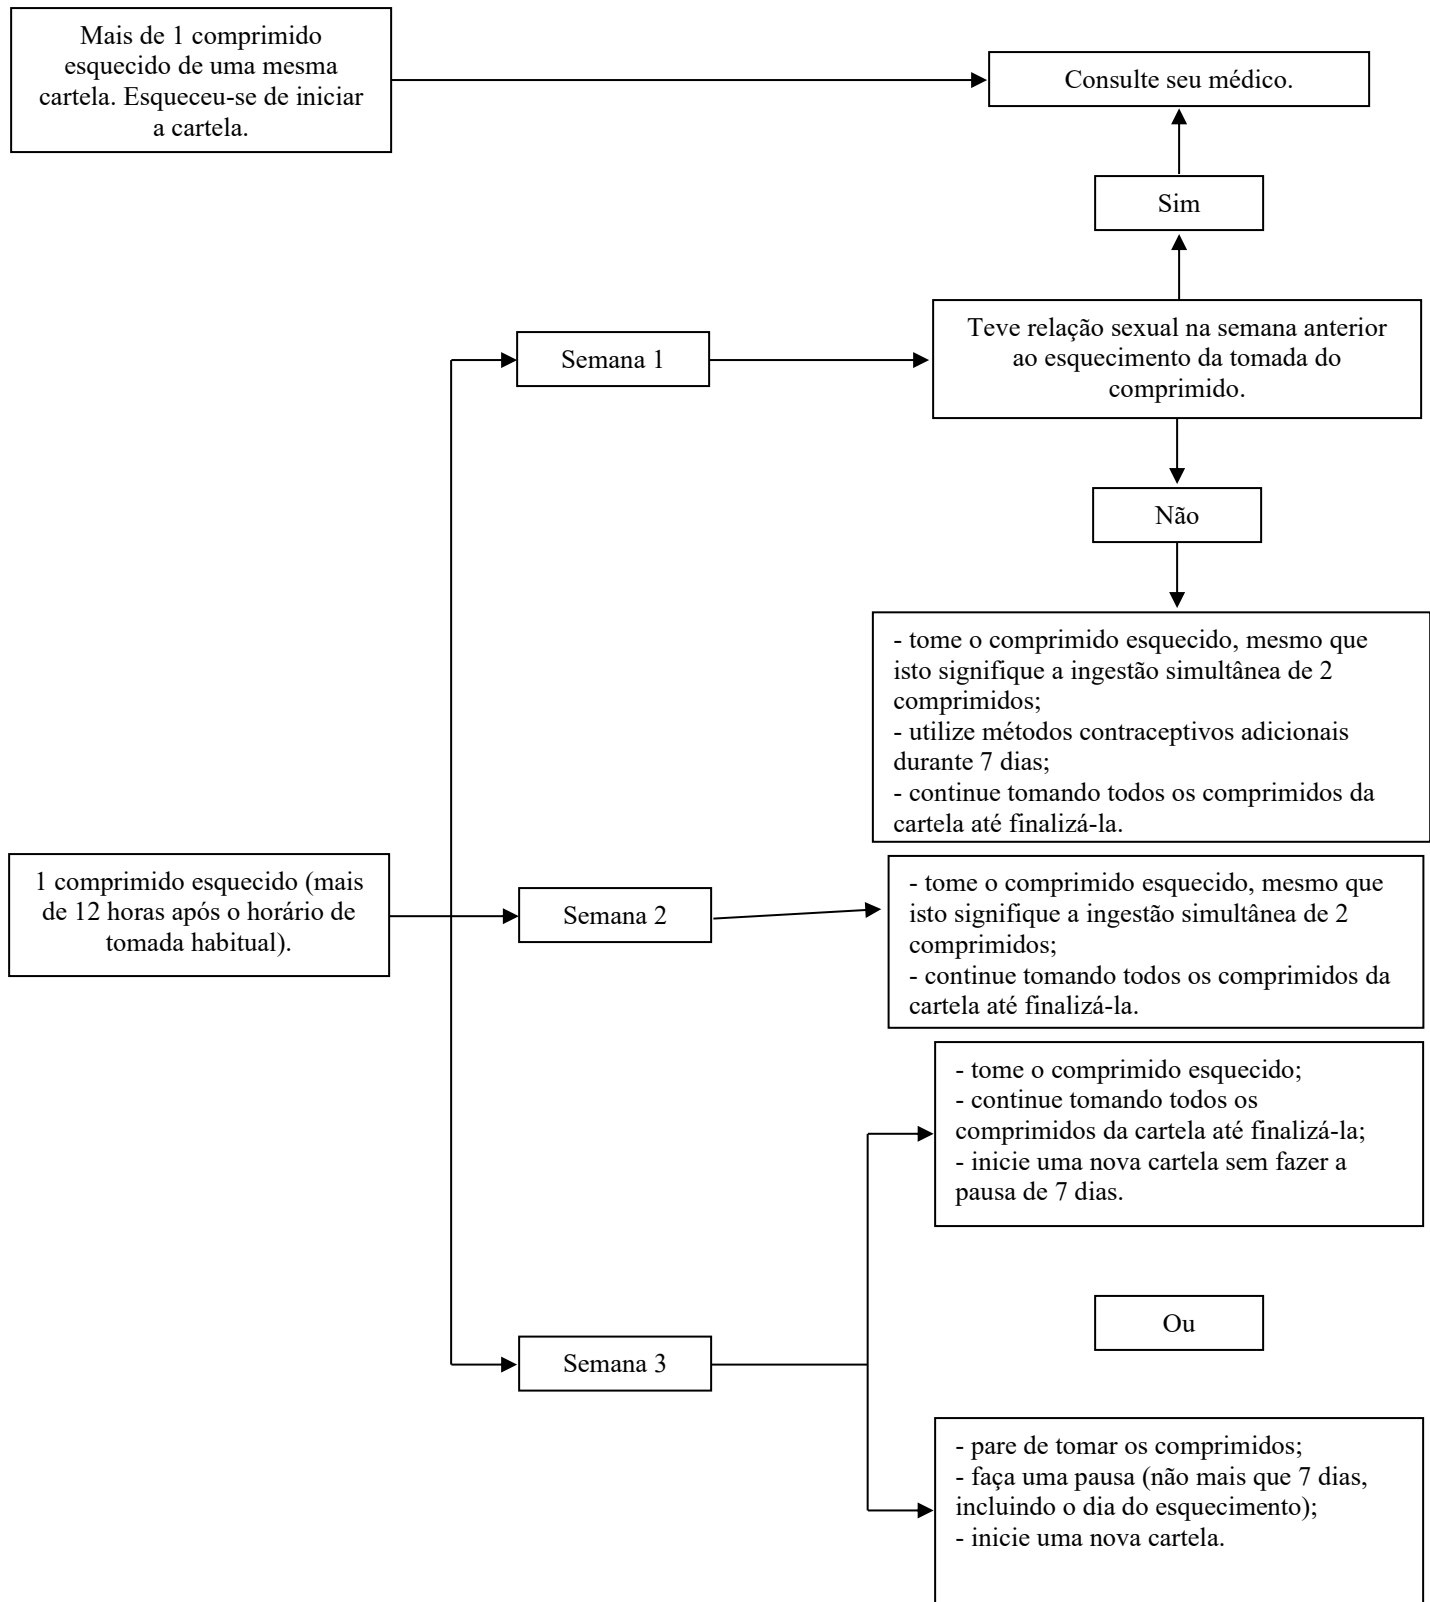 Mais de 1 comprimido
esquecido de uma mesma
cartela. Esqueceu-se de iniciar
a cartela.
Consulte seu médico.
Sim
Teve relação sexual na semana anterior
ao esquecimento da tomada do
comprimido.
Semana 1
Não
- tome o comprimido esquecido, mesmo que
isto signifique a ingestão simultânea de 2
comprimidos;
- utilize métodos contraceptivos adicionais
durante 7 dias;
- continue tomando todos os comprimidos da
cartela até finalizá-la.
1 comprimido esquecido (mais
de 12 horas após o horário de
tomada habitual).
Semana 2
- tome o comprimido esquecido, mesmo que
isto signifique a ingestão simultânea de 2
comprimidos;
- continue tomando todos os comprimidos da
cartela até finalizá-la.
- tome o comprimido esquecido;
- continue tomando todos os
comprimidos da cartela até finalizá-la;
- inicie uma nova cartela sem fazer a
pausa de 7 dias.
Ou
Semana 3
- pare de tomar os comprimidos;
- faça uma pausa (não mais que 7 dias,
incluindo o dia do esquecimento);
- inicie uma nova cartela.